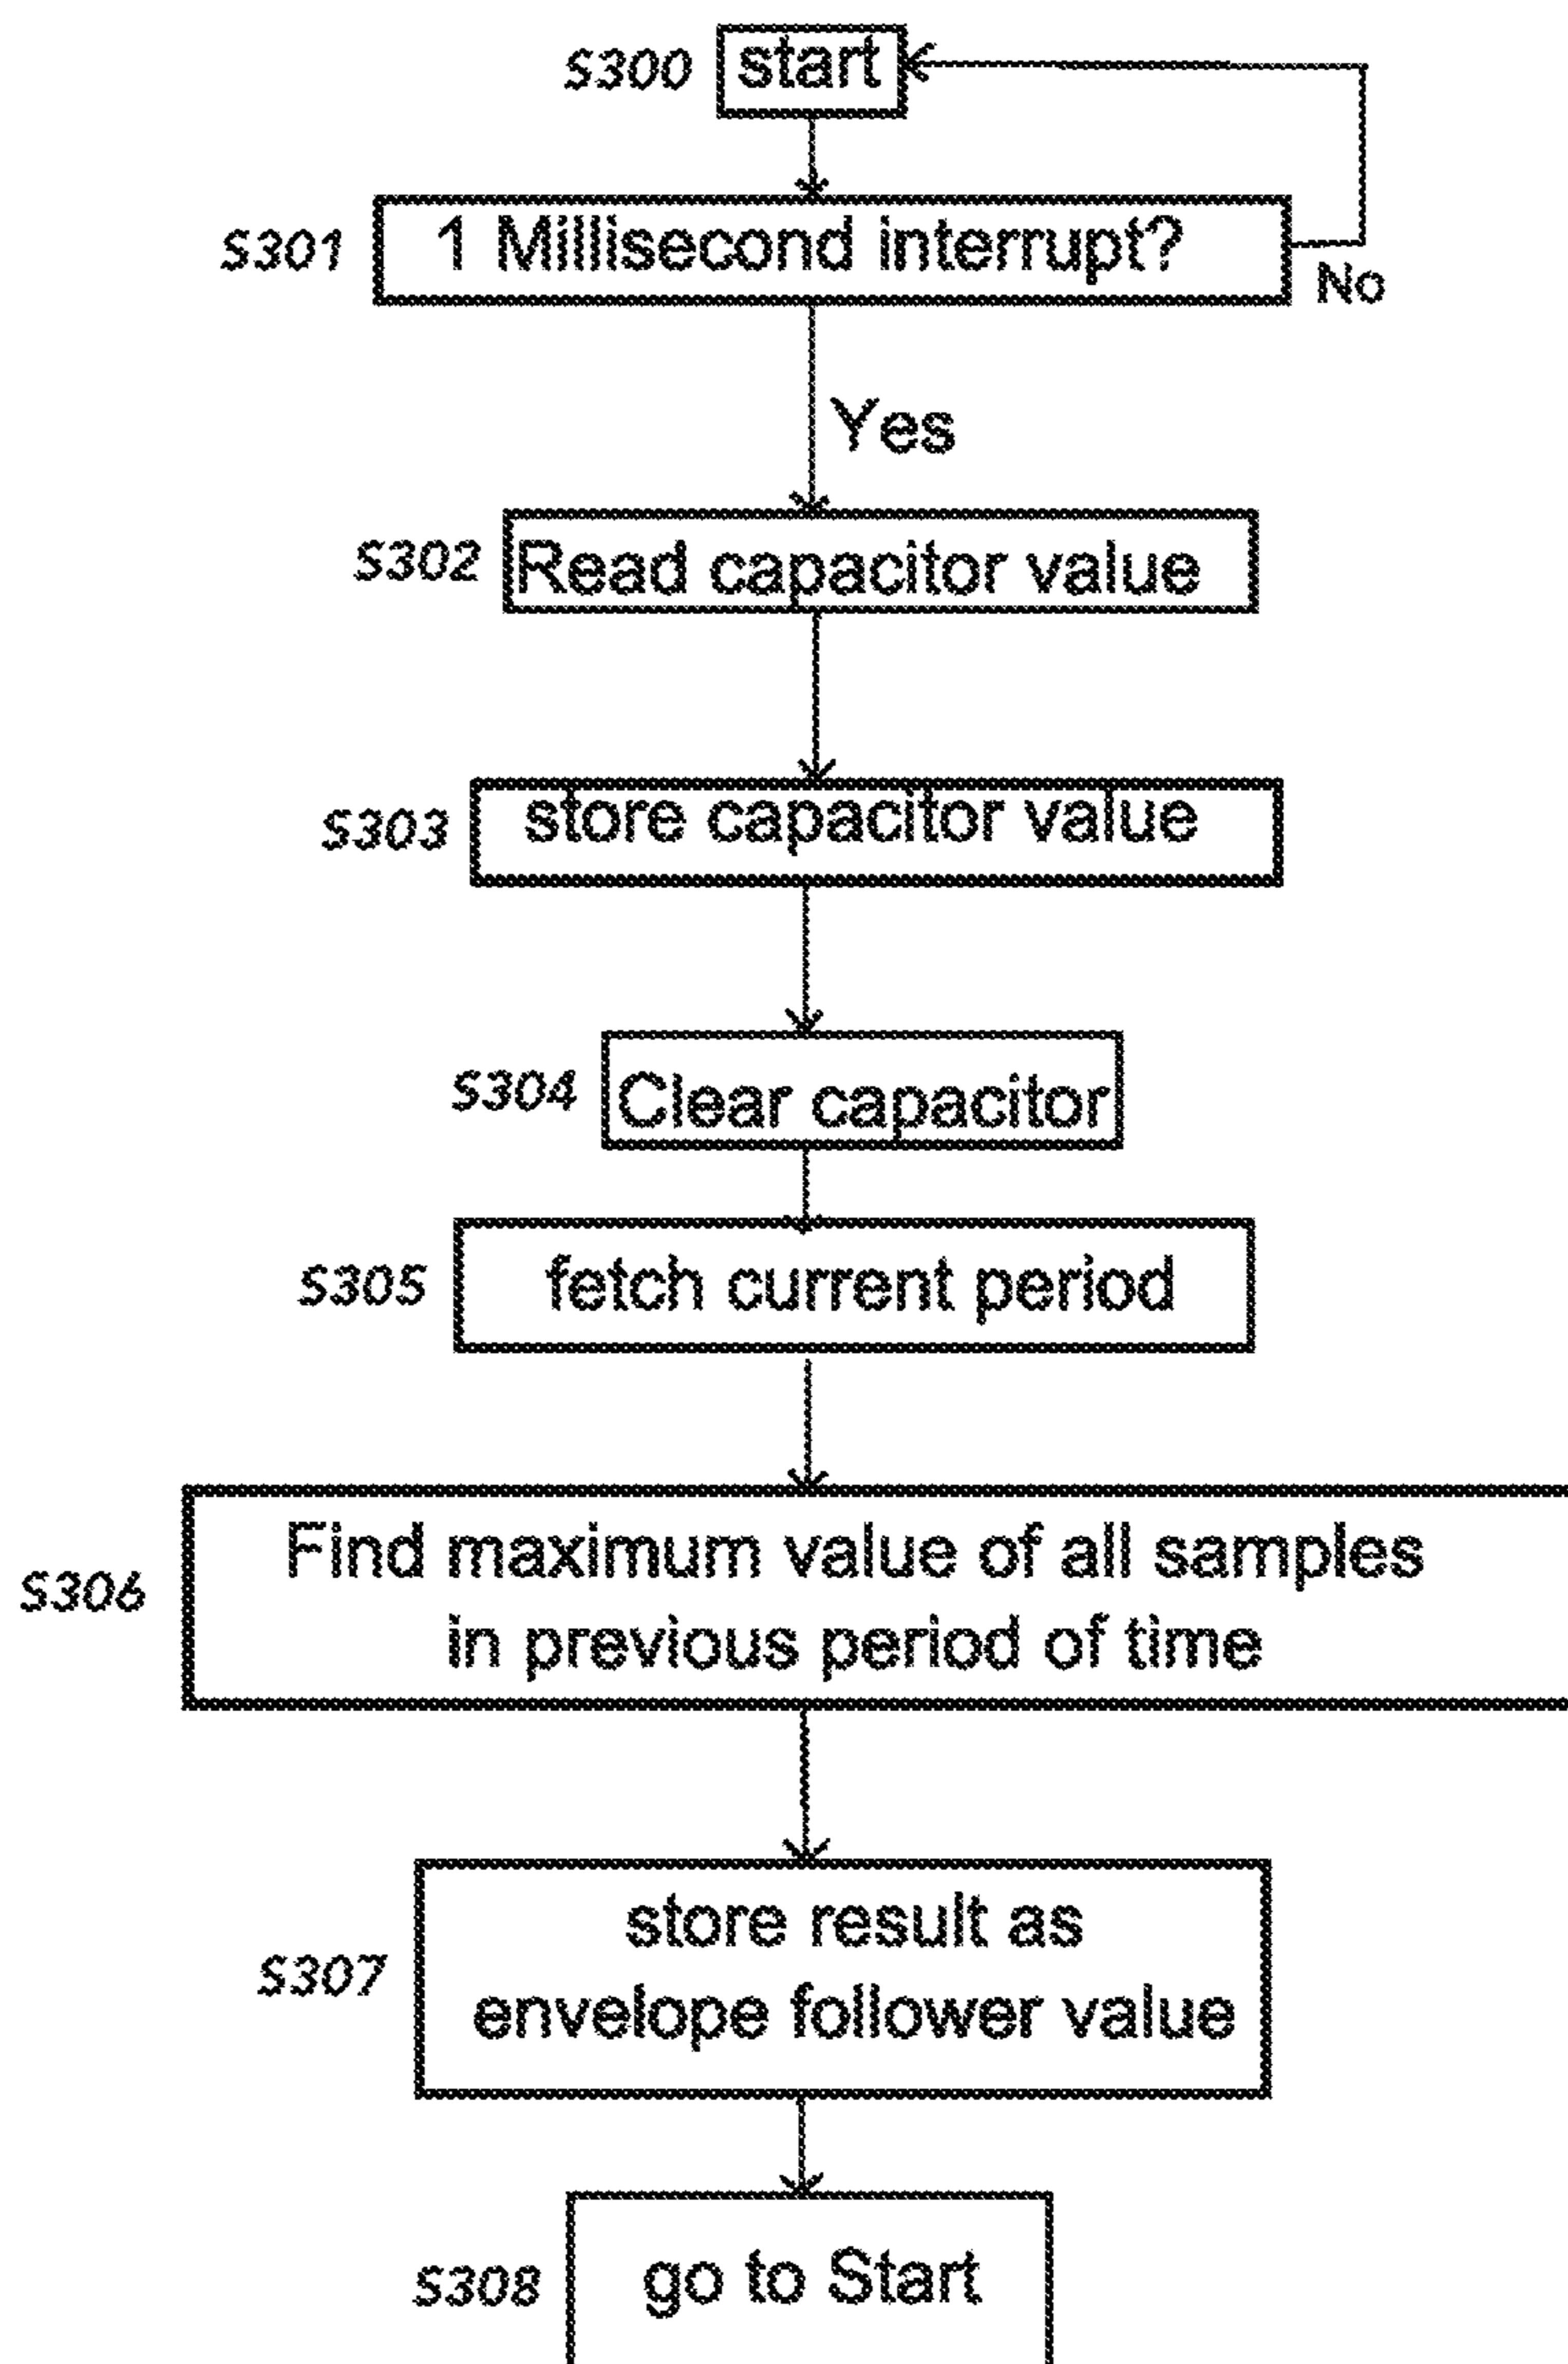 S300 start
S301 1 Millisecond interrupt?
No
Yes
S302 Read capacitor value
S303 store capacitor value
S304 Clear capacitor
S305 fetch current period
Find maximum value of all samples
S306
in previous period of time
store result as
S307
envelope follower value
S308 go to Start